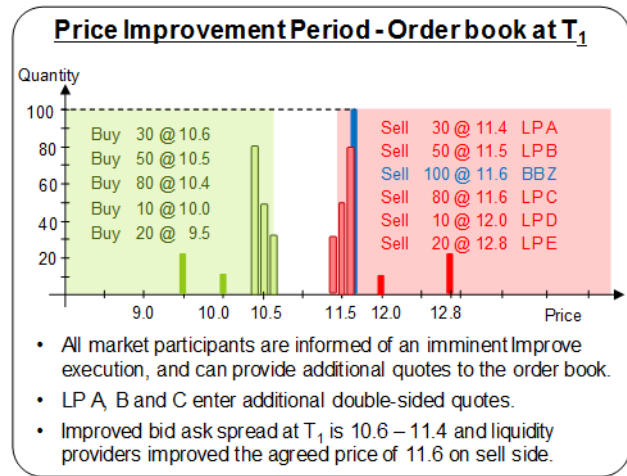 Price Improvement Period - Order book at T1
Quantity
100
80
60
40
20
Buy 30 @ 10.6
Buy 50 @ 10.5
Buy 80 @ 10.4
Buy 10 @ 10.0
Buy 20 @ 9.5
Sell 30 @ 11.4 LP A
Sell 50 @ 11.5 LP B
Sell 100 @ 11.6 BBZ
Sell 80 @ 11.6 LP C
Sell 10 @ 12.0 LP D
Sell 20 @ 12.8 LP E
9.0 10.0 10.5 11.5 12.0 12.8 Price
• All market participants are informed of an imminent Improve
execution, and can provide additional quotes to the order book.
• LP A, B and C enter additional double-sided quotes.
• Improved bid ask spread at T1 is 10.6 – 11.4 and liquidity
providers improved the agreed price of 11.6 on sell side.